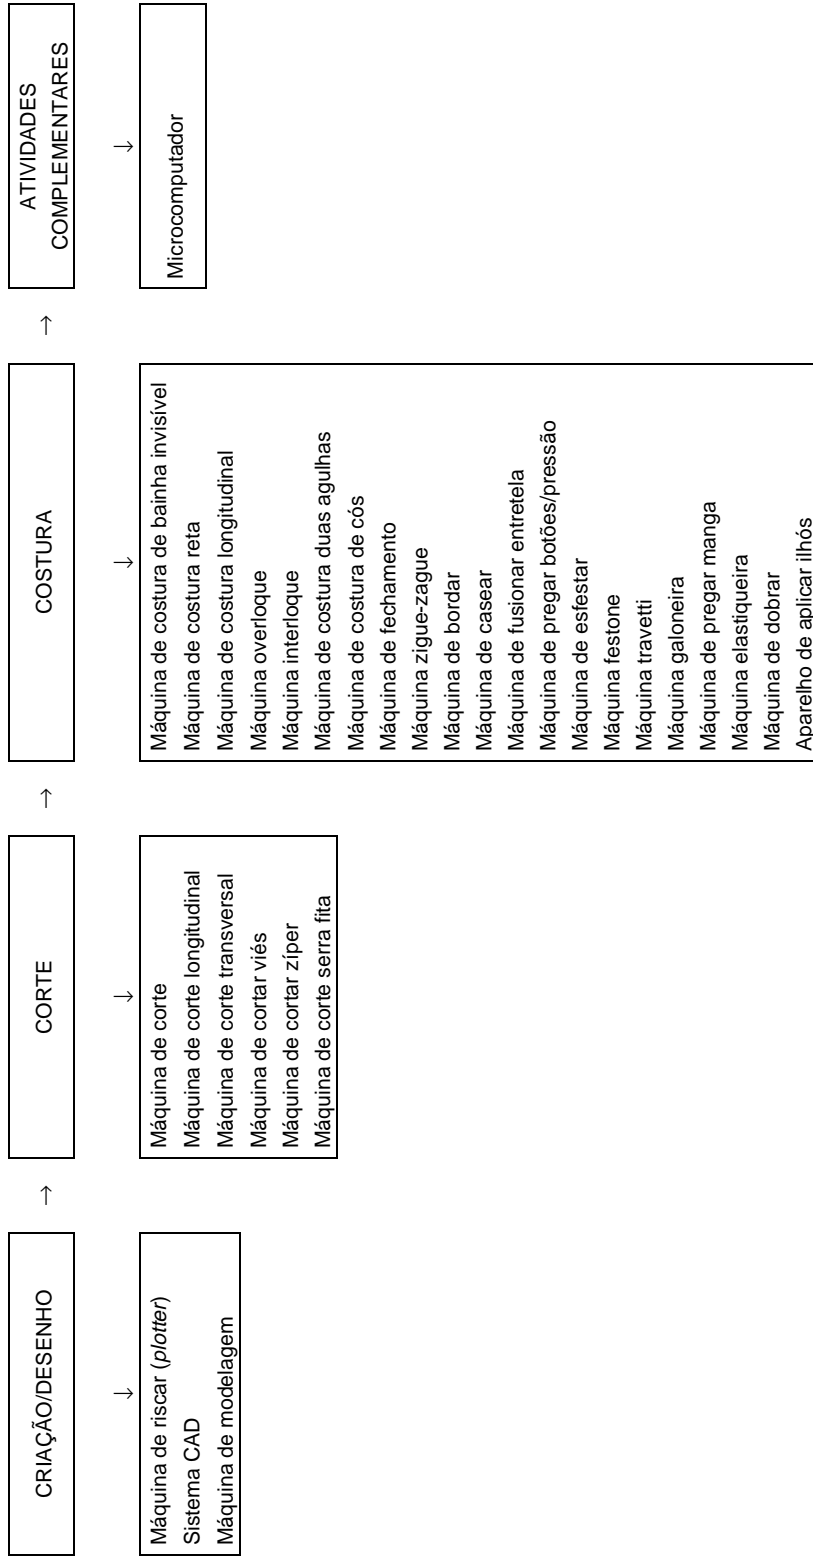 CRIAÇÃO/DESENHO
→
CORTE
→
COSTURA
→
ATIVIDADES
COMPLEMENTARES
↓
Máquina de riscar (plotter)
Sistema CAD
Máquina de modelagem
↓
Máquina de corte
Máquina de corte longitudinal
Máquina de corte transversal
Máquina de cortar viés
Máquina de cortar zíper
Máquina de corte serra fita
↓
Máquina de costura de bainha invisível
Máquina de costura reta
Máquina de costura longitudinal
Máquina overloque
Máquina interloque
Máquina de costura duas agulhas
Máquina de costura de cós
Máquina de fechamento
Máquina zigue-zague
Máquina de bordar
Máquina de casear
Máquina de fusionar entretela
Máquina de pregar botões/pressão
Máquina de esfestar
Máquina festone
Máquina travetti
Máquina galoneira
Máquina de pregar manga
Máquina elastiqueira
Máquina de dobrar
Aparelho de aplicar ilhós
↓
Microcomputador